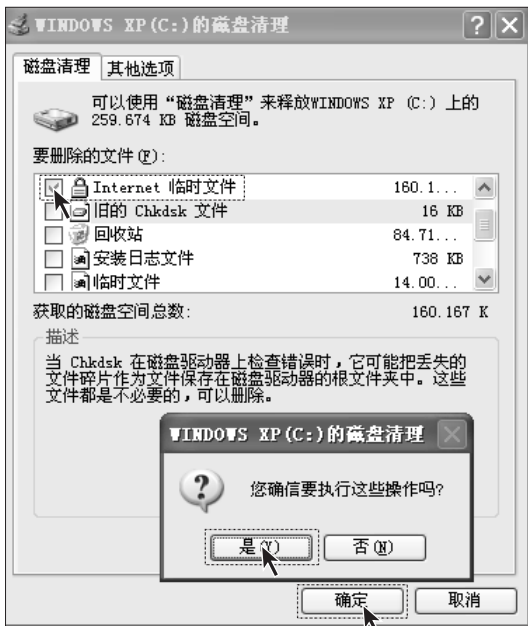 WINDOWS XP(C:)的磁盘清理
磁盘清理 其他选项
可以使用“磁盘清理”来释放WINDOWS XP (C:) 上的
259.674 KB 磁盘空间。
要删除的文件(F):
Internet 临时文件 160.1...
旧的 Chkdsk 文件 16 KB
回收站 84.71...
安装日志文件 738 KB
临时文件 14.00...
获取的磁盘空间总数: 160.167 K
描述
当 Chkdsk 在磁盘驱动器上检查错误时，它可能把丢失的
文件碎片作为文件保存在磁盘驱动器的根文件夹中。这些
文件都是不必要的，可以删除。
WINDOWS XP(C:)的磁盘清理
您确信要执行这些操作吗?
是(Y) 否(N)
确定 取消